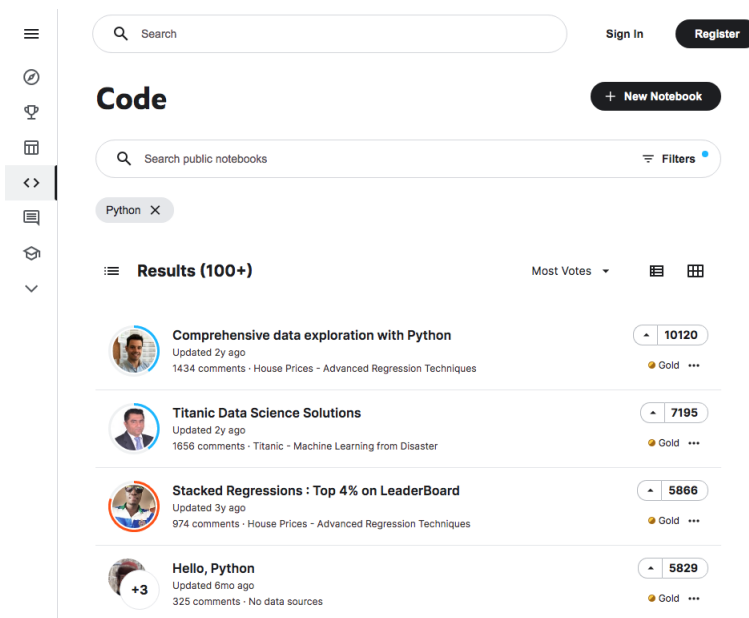 Search
Sign In
Register
Code
+ New Notebook
Search public notebooks
Filters
Python
Results (100+)
Most Votes
Comprehensive data exploration with Python
10120
Updated 2y ago
1434 comments · House Prices - Advanced Regression Techniques
Gold
Titanic Data Science Solutions
7195
Updated 2y ago
1656 comments · Titanic - Machine Learning from Disaster
Gold
Stacked Regressions : Top 4% on LeaderBoard
5866
Updated 3y ago
974 comments · House Prices - Advanced Regression Techniques
Gold
+3
Hello, Python
5829
Updated 6mo ago
325 comments · No data sources
Gold